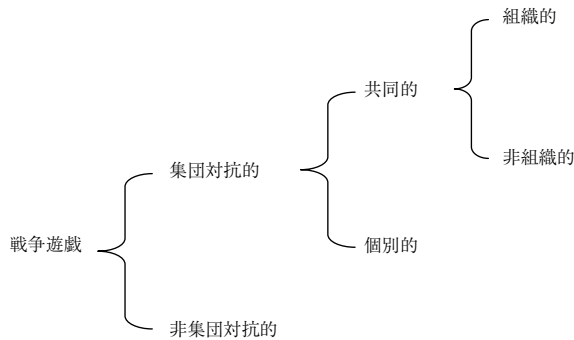 組織的
共同的
非組織的
集団対抗的
個別的
戦争遊戯
非集団対抗的